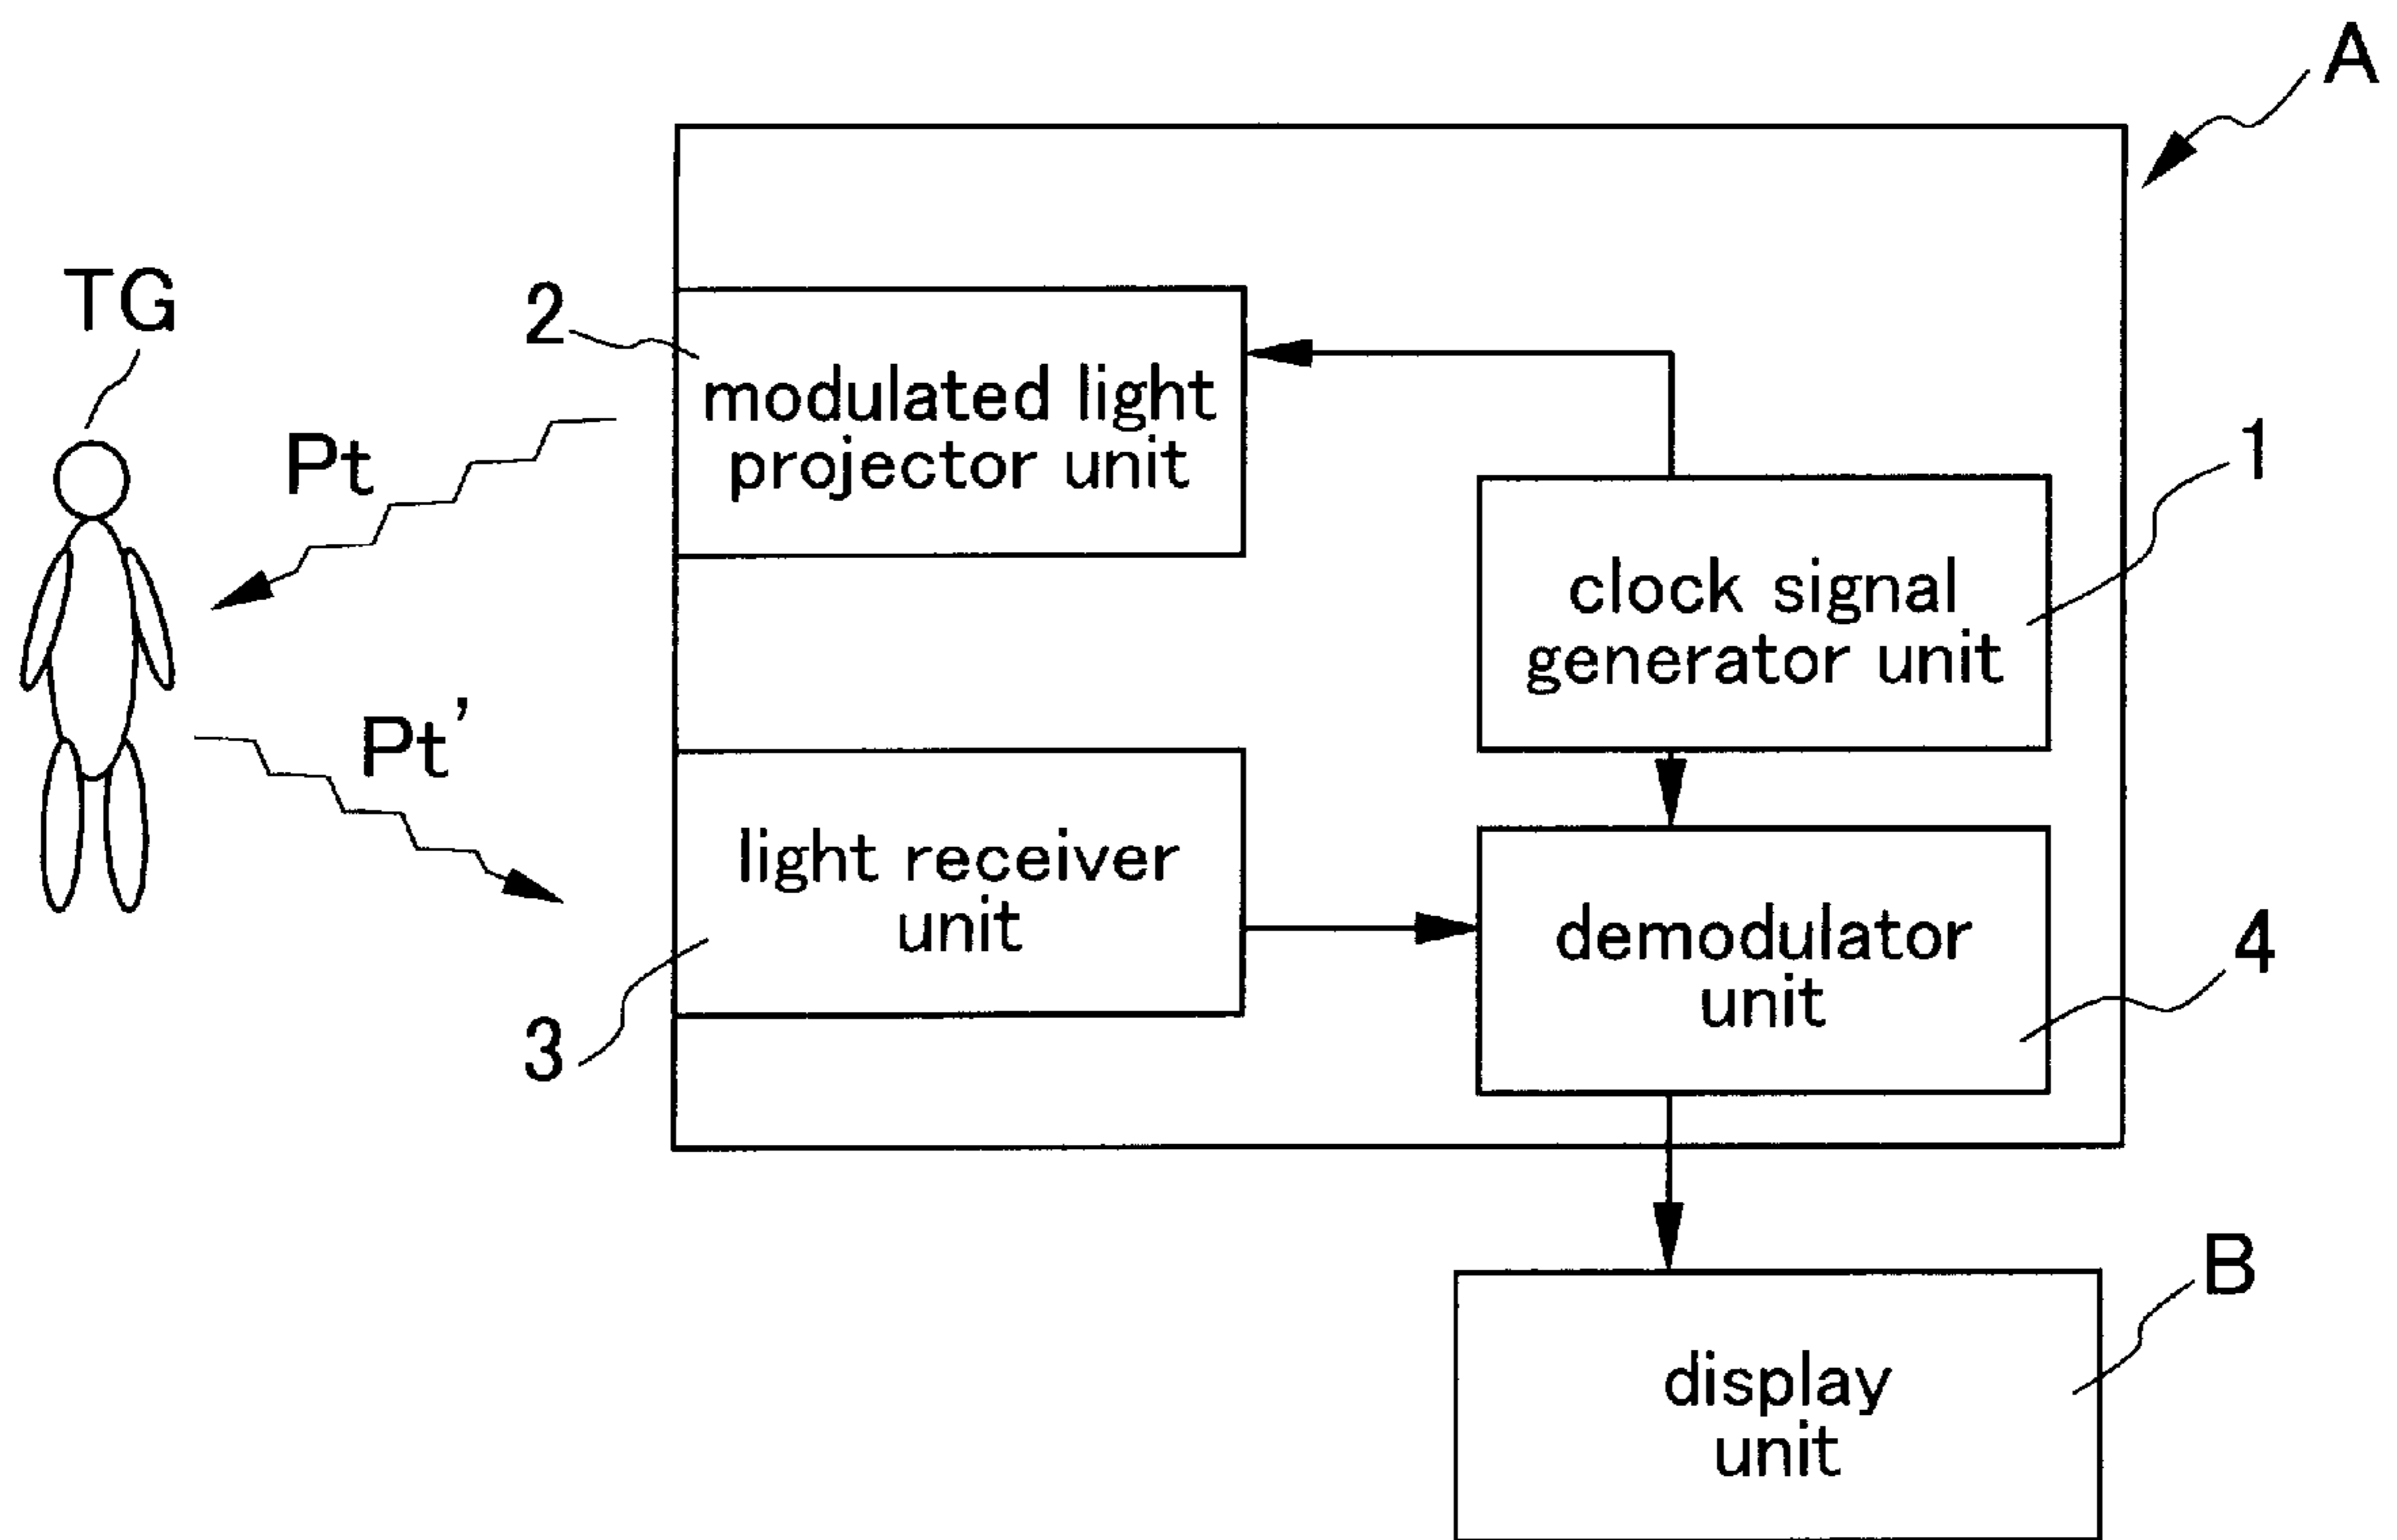 A
TG
2
modulated light
projector unit
Pt
1
clock signal
generator unit
Pt'
light receiver
unit
3
demodulator
unit
4
B
display
unit